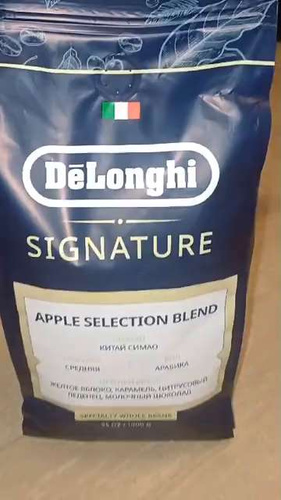 DēLonghi
SIGNATURE
APPLE SELECTION BLEND
КИТАЙ СИМАО
СРЕДНЯЯ АРАБИКА
ЖЕЛТОЕ ЯБЛОКО, КАРАМЕЛЬ, ЦИТРУСОВЫЙ
ЛЕДЕНЕЦ, МОЛОЧНЫЙ ШОКОЛАД
SPECIALTY WHOLE BEANS